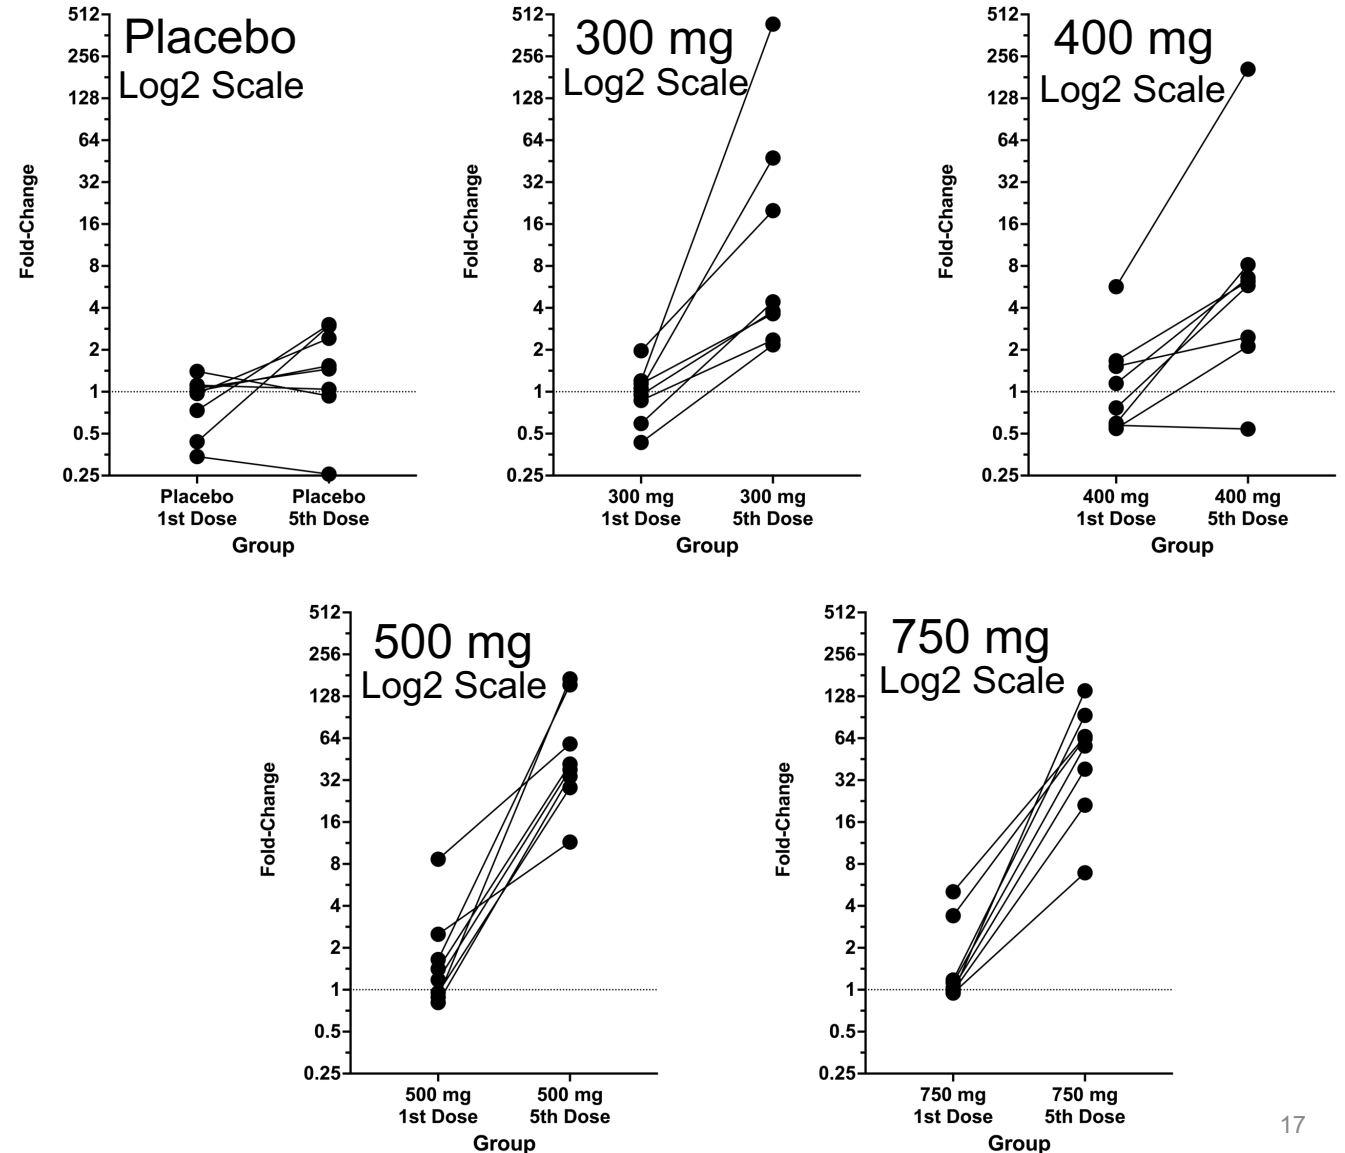 Placebo
Log2 Scale
512
256
128
64
32
16
8
4
2
1
0.5
0.25
Fold-Change
Placebo 1st Dose
Placebo 5th Dose
Group
300 mg
Log2 Scale
512
256
128
64
32
16
8
4
2
1
0.5
0.25
Fold-Change
300 mg 1st Dose
300 mg 5th Dose
Group
400 mg
Log2 Scale
512
256
128
64
32
16
8
4
2
1
0.5
0.25
Fold-Change
400 mg 1st Dose
400 mg 5th Dose
Group
500 mg
Log2 Scale
512
256
128
64
32
16
8
4
2
1
0.5
0.25
Fold-Change
500 mg 1st Dose
500 mg 5th Dose
Group
750 mg
Log2 Scale
512
256
128
64
32
16
8
4
2
1
0.5
0.25
Fold-Change
750 mg 1st Dose
750 mg 5th Dose
Group
17